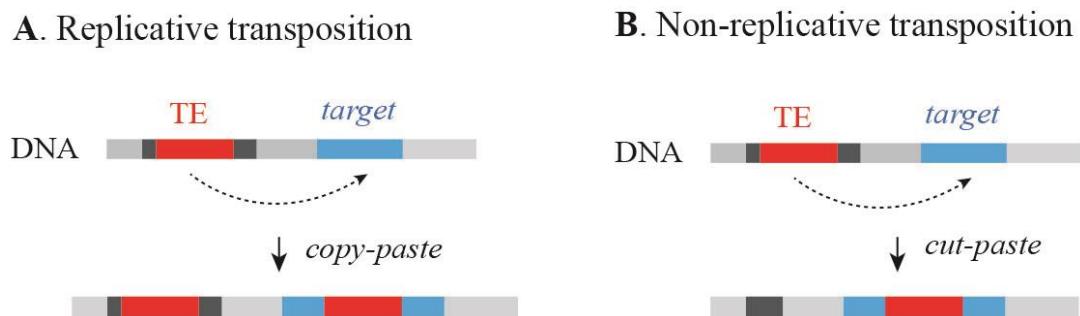 A. Replicative transposition
TE target
DNA
copy-paste
B. Non-replicative transposition
TE target
DNA
cut-paste